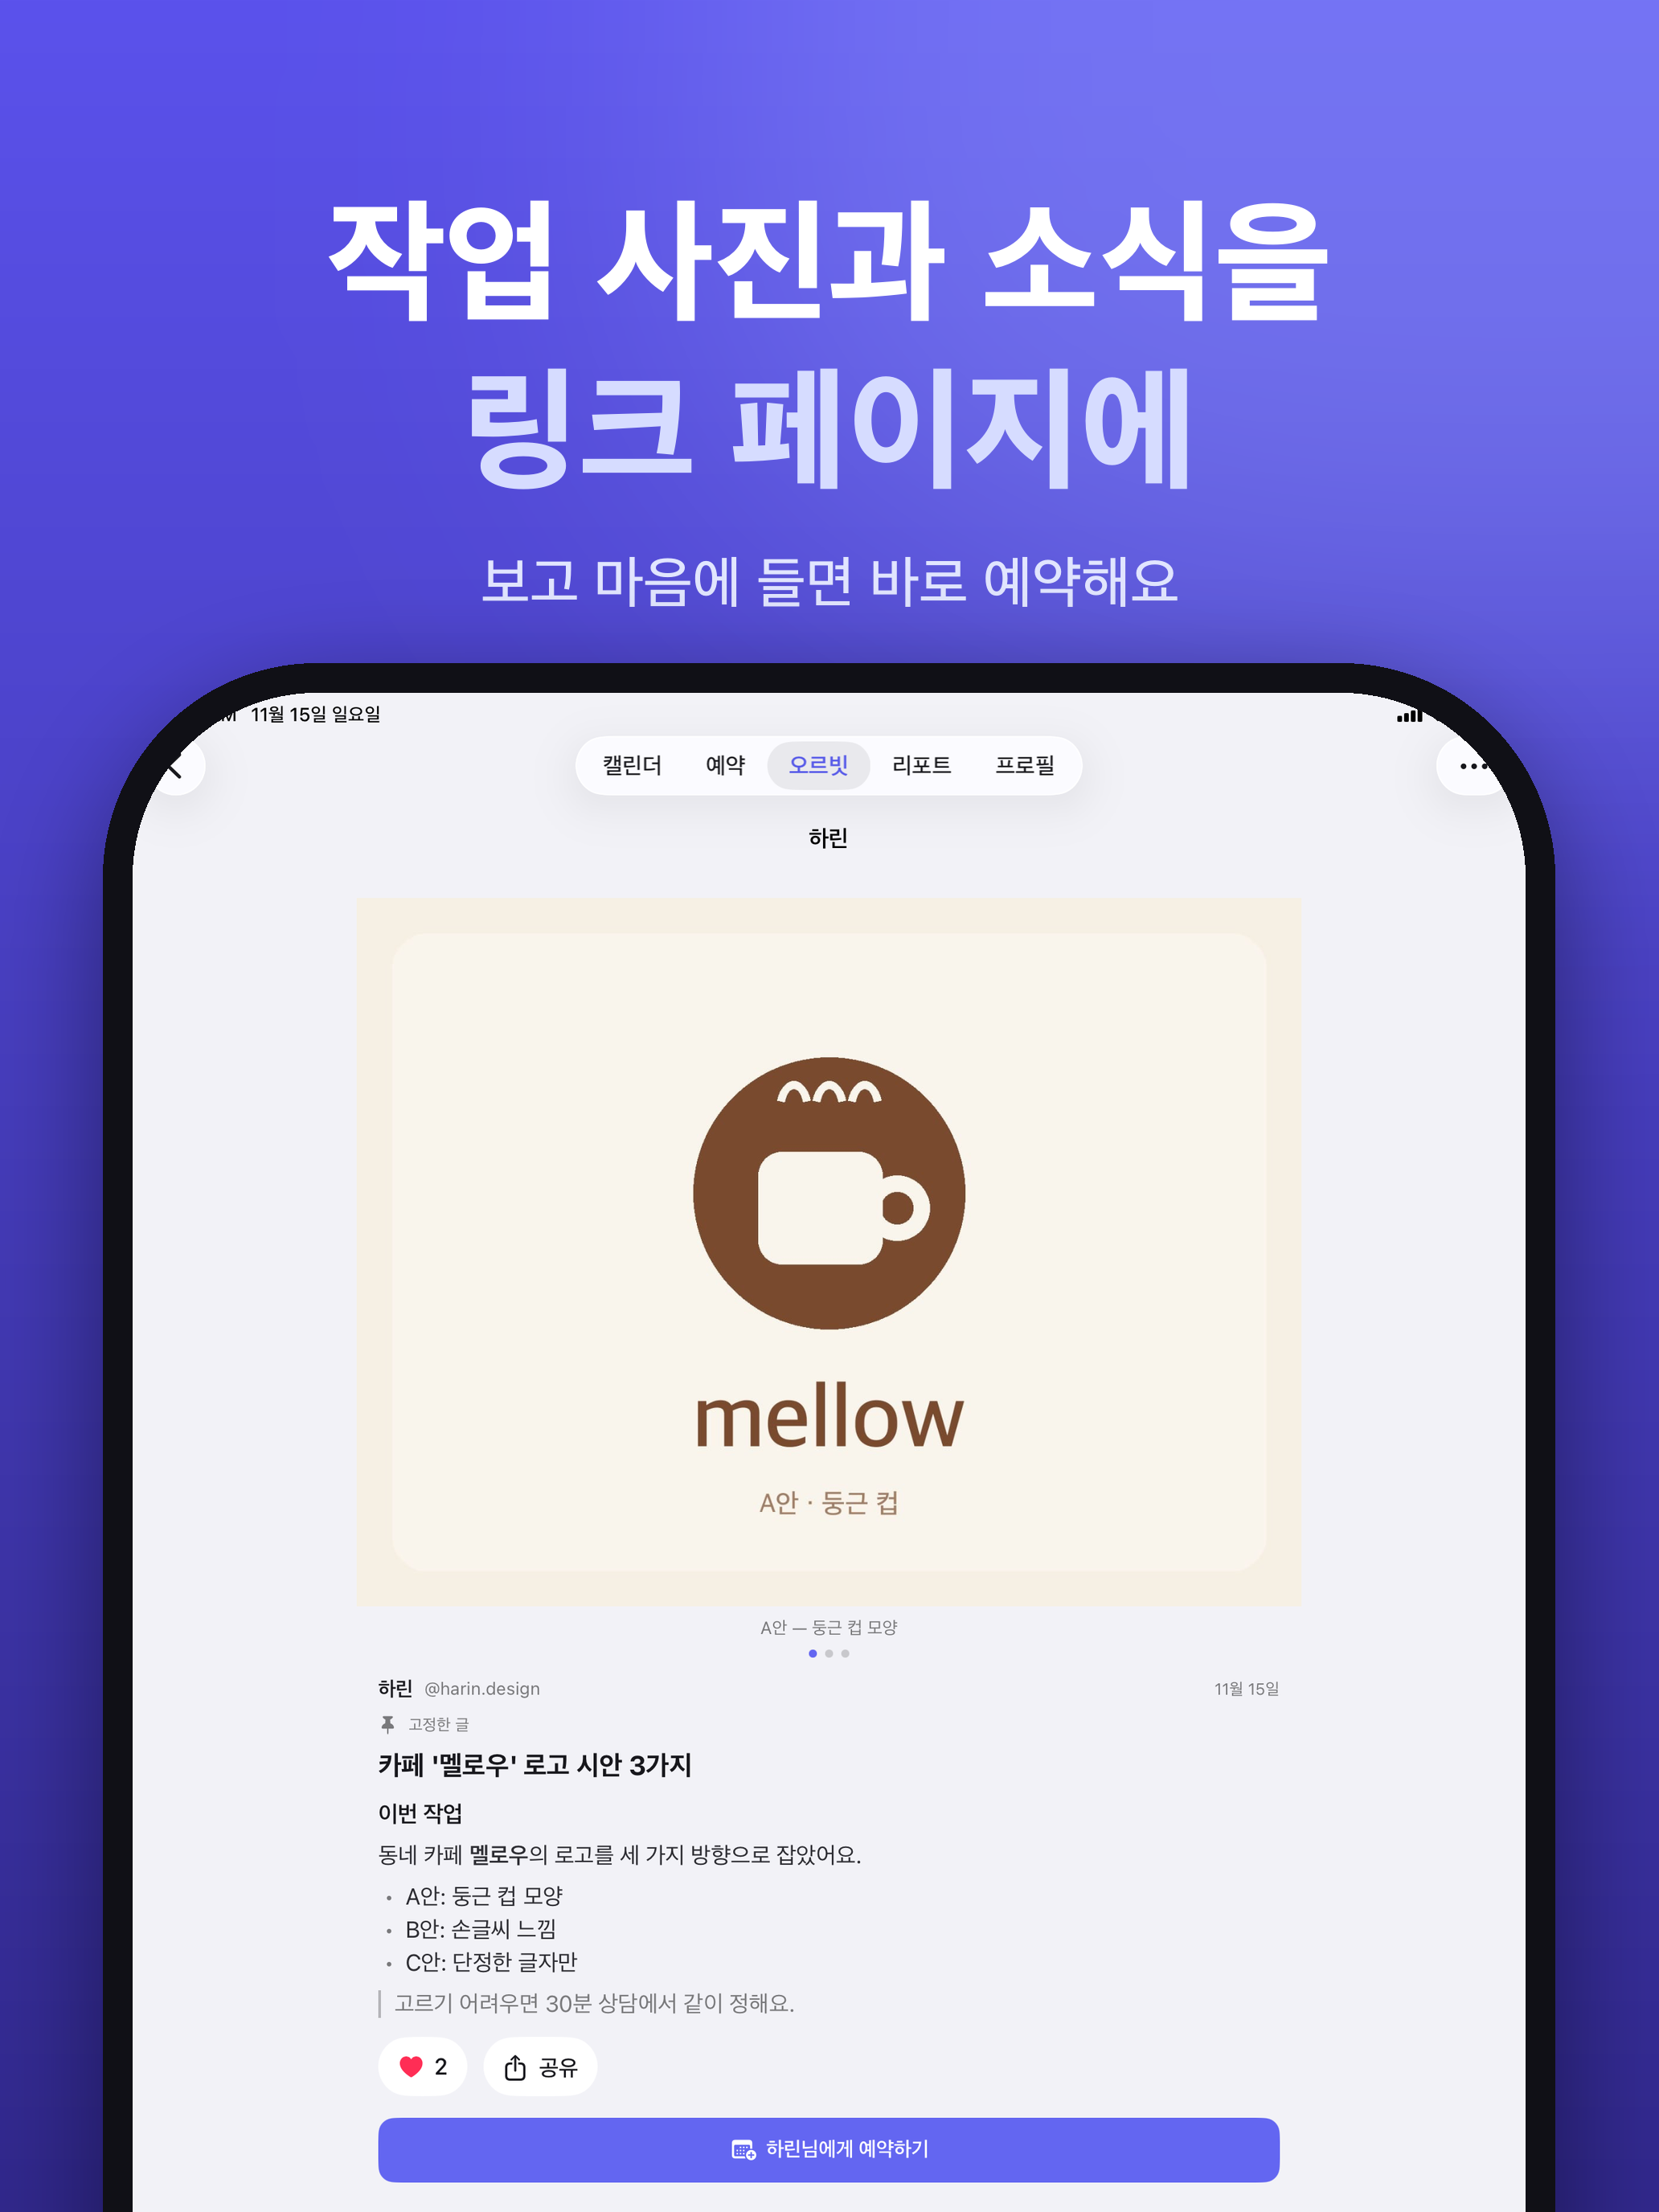 작업 사진과 소식을
링크 페이지에
보고 마음에 들면 바로 예약해요
11월 15일 일요일
캘린더 예약 오르빗 리포트 프로필
하린
mellow
A안 · 둥근 컵
A안 — 둥근 컵 모양
하린 @harin.design 11월 15일
고정한 글
카페 '멜로우' 로고 시안 3가지
이번 작업
동네 카페 멜로우의 로고를 세 가지 방향으로 잡았어요.
• A안: 둥근 컵 모양
• B안: 손글씨 느낌
• C안: 단정한 글자만
고르기 어려우면 30분 상담에서 같이 정해요.
2 공유
하린님에게 예약하기